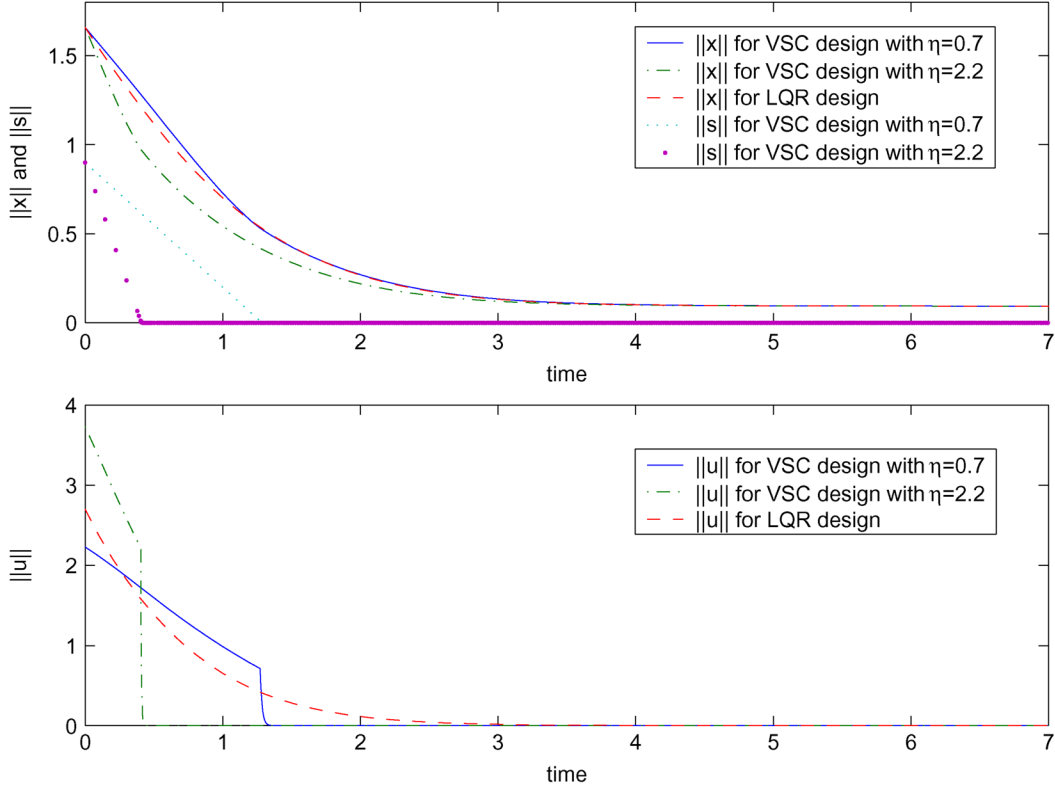 1.5
1
0.5
0
||x|| and ||s||
||x|| for VSC design with η=0.7
||x|| for VSC design with η=2.2
||x|| for LQR design
||s|| for VSC design with η=0.7
||s|| for VSC design with η=2.2
0 1 2 3 4 5 6 7
time
4
3
2
1
0
||u||
||u|| for VSC design with η=0.7
||u|| for VSC design with η=2.2
||u|| for LQR design
0 1 2 3 4 5 6 7
time